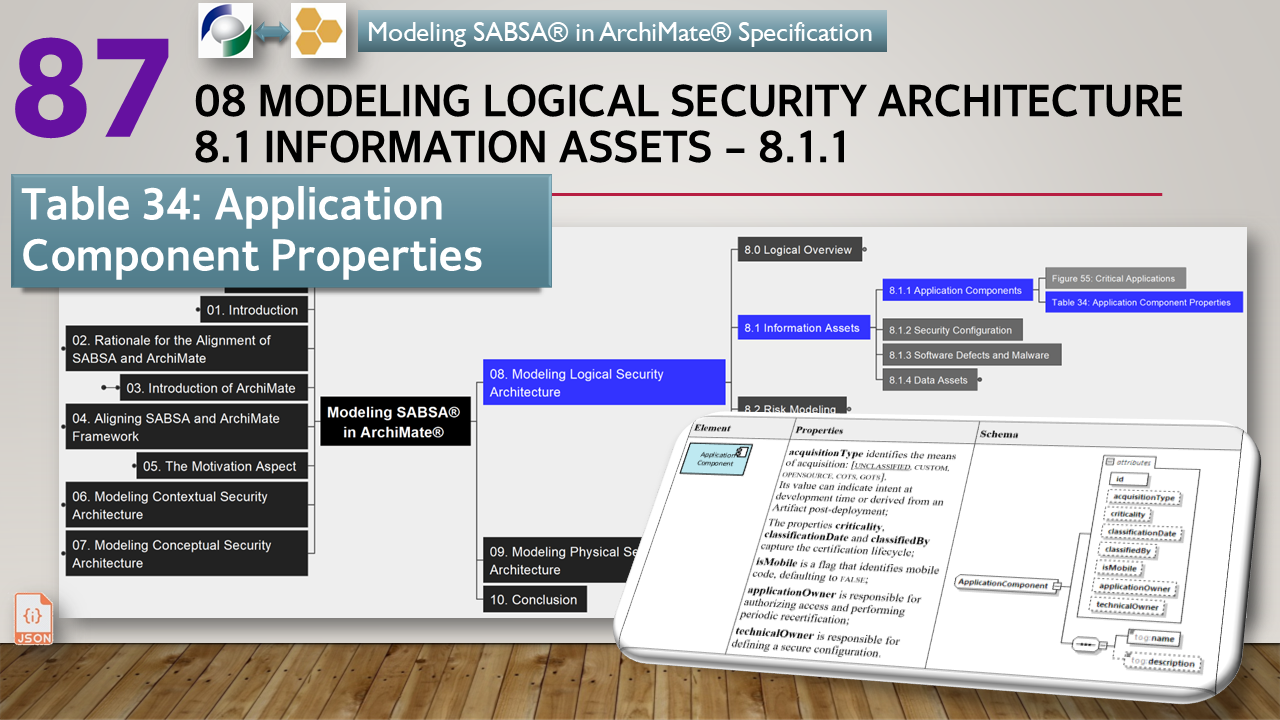 87
Modeling SABSA® in ArchiMate® Specification
08 MODELING LOGICAL SECURITY ARCHITECTURE
8.1 INFORMATION ASSETS – 8.1.1
Table 34: Application
Component Properties
01. Introduction
02. Rationale for the Alignment of
SABSA and ArchiMate
03. Introduction of ArchiMate
04. Aligning SABSA and ArchiMate
Framework
05. The Motivation Aspect
06. Modeling Contextual Security
Architecture
07. Modeling Conceptual Security
Architecture
Modeling SABSA®
in ArchiMate®
08. Modeling Logical Security
Architecture
09. Modeling Physical Se
Architecture
10. Conclusion
8.0 Logical Overview
8.1 Information Assets
8.2 Risk Modeling
8.1.1 Application Components
8.1.2 Security Configuration
8.1.3 Software Defects and Malware
8.1.4 Data Assets
Figure 55: Critical Applications
Table 34: Application Component Properties
Element
Properties
Schema
Application
Component
acquisitionType identifies the means
of acquisition: [UNCLASSIFIED, CUSTOM,
OPENSOURCE, COTS, GOTS].
Its value can indicate intent at
development time or derived from an
Artifact post-deployment;
The properties criticality,
classificationDate and classifiedBy
capture the certification lifecycle;
isMobile is a flag that identifies mobile
code, defaulting to FALSE;
applicationOwner is responsible for
authorizing access and performing
periodic recertification;
technicalOwner is responsible for
defining a secure configuration.
ApplicationComponent
attributes
id
acquisitionType
criticality
classificationDate
classifiedBy
isMobile
applicationOwner
technicalOwner
tog:name
tog:description
{i}
JSON